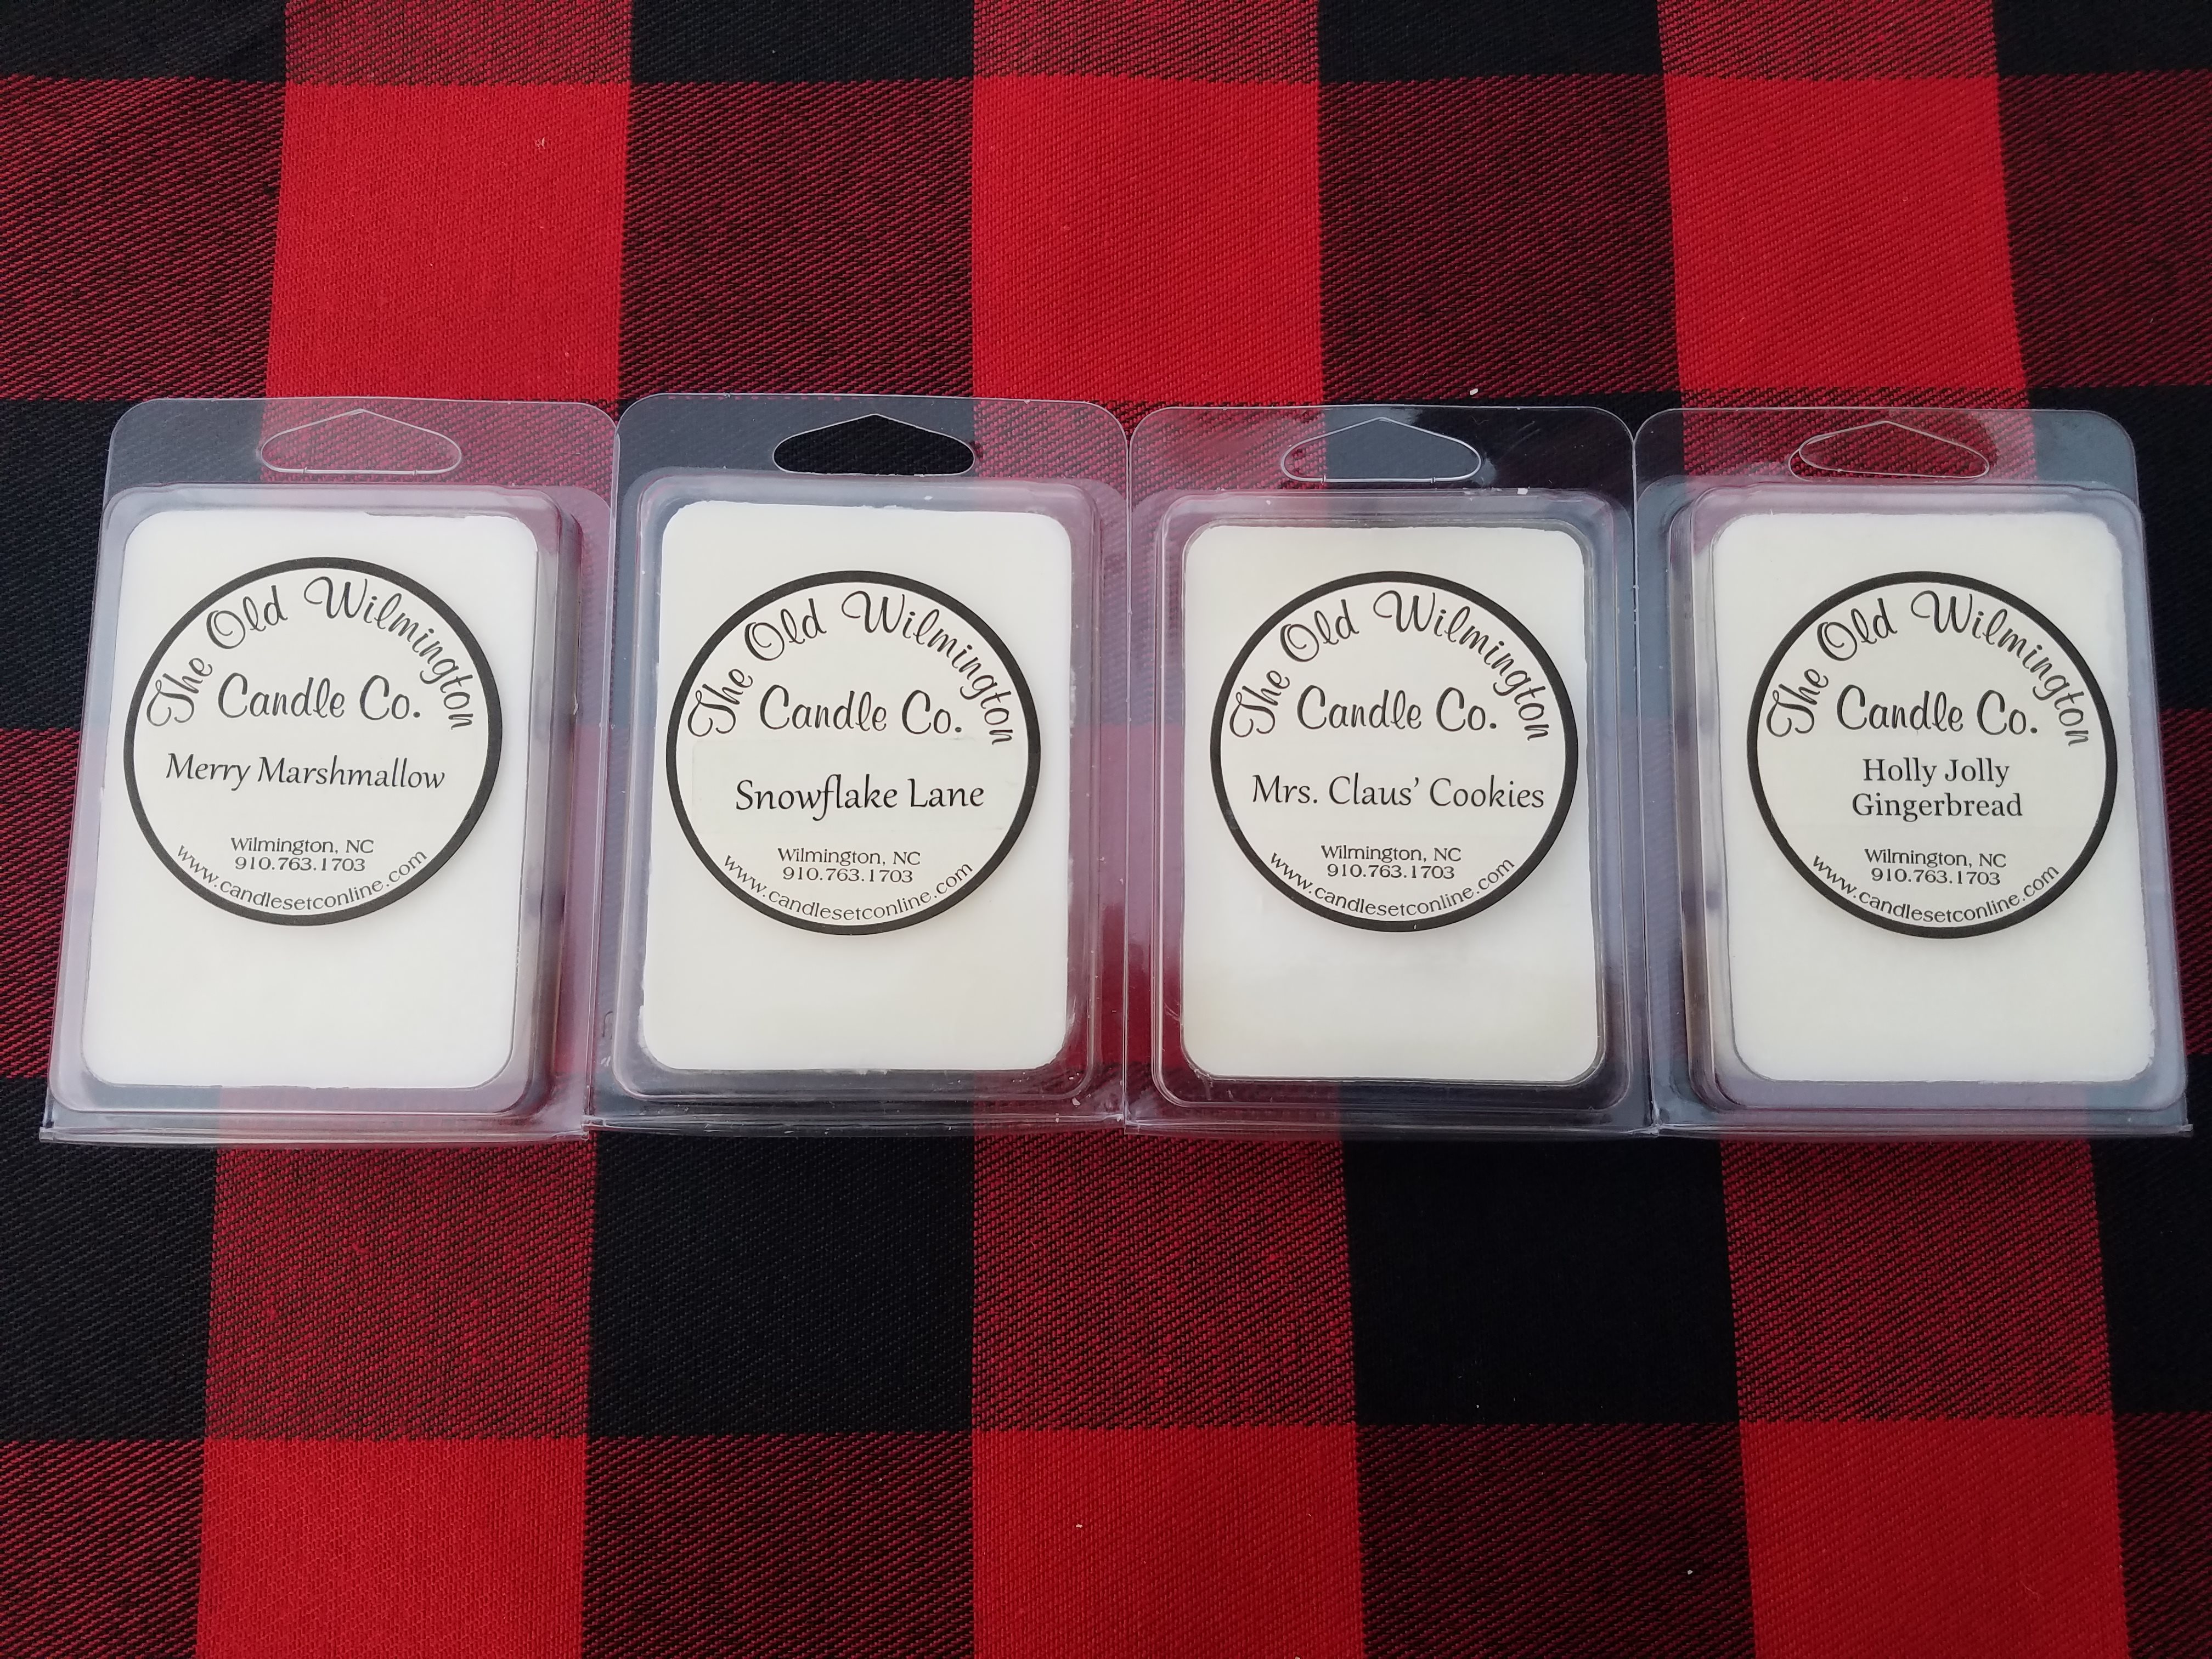 The Old Wilmington
Candle Co.
Merry Marshmallow
Wilmington, NC
910.763.1703
www.candlesetconline.com
The Old Wilmington
Candle Co.
Snowflake Lane
Wilmington, NC
910.763.1703
www.candlesetconline.com
The Old Wilmington
Candle Co.
Mrs. Claus’ Cookies
Wilmington, NC
910.763.1703
www.candlesetconline.com
The Old Wilmington
Candle Co.
Holly Jolly
Gingerbread
Wilmington, NC
910.763.1703
www.candlesetconline.com